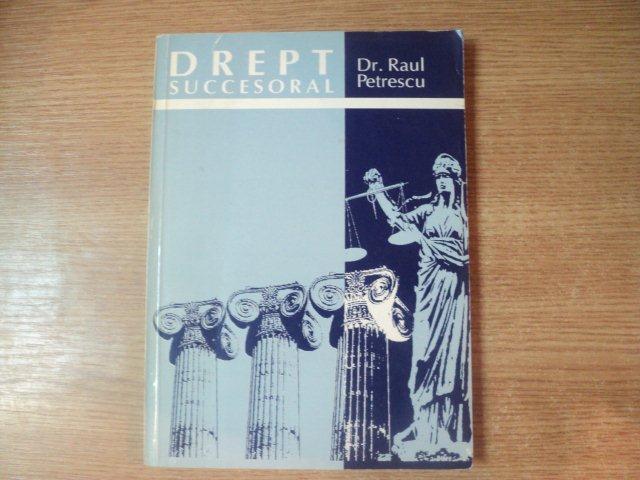 DREPT
SUCCESORAL
Dr. Raul
Petrescu